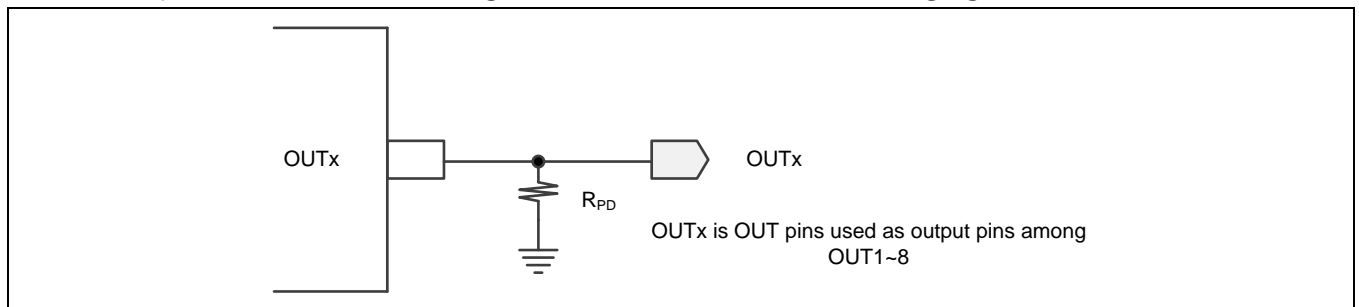 OUTx
OUTx
RPD
OUTx is OUT pins used as output pins among
OUT1~8